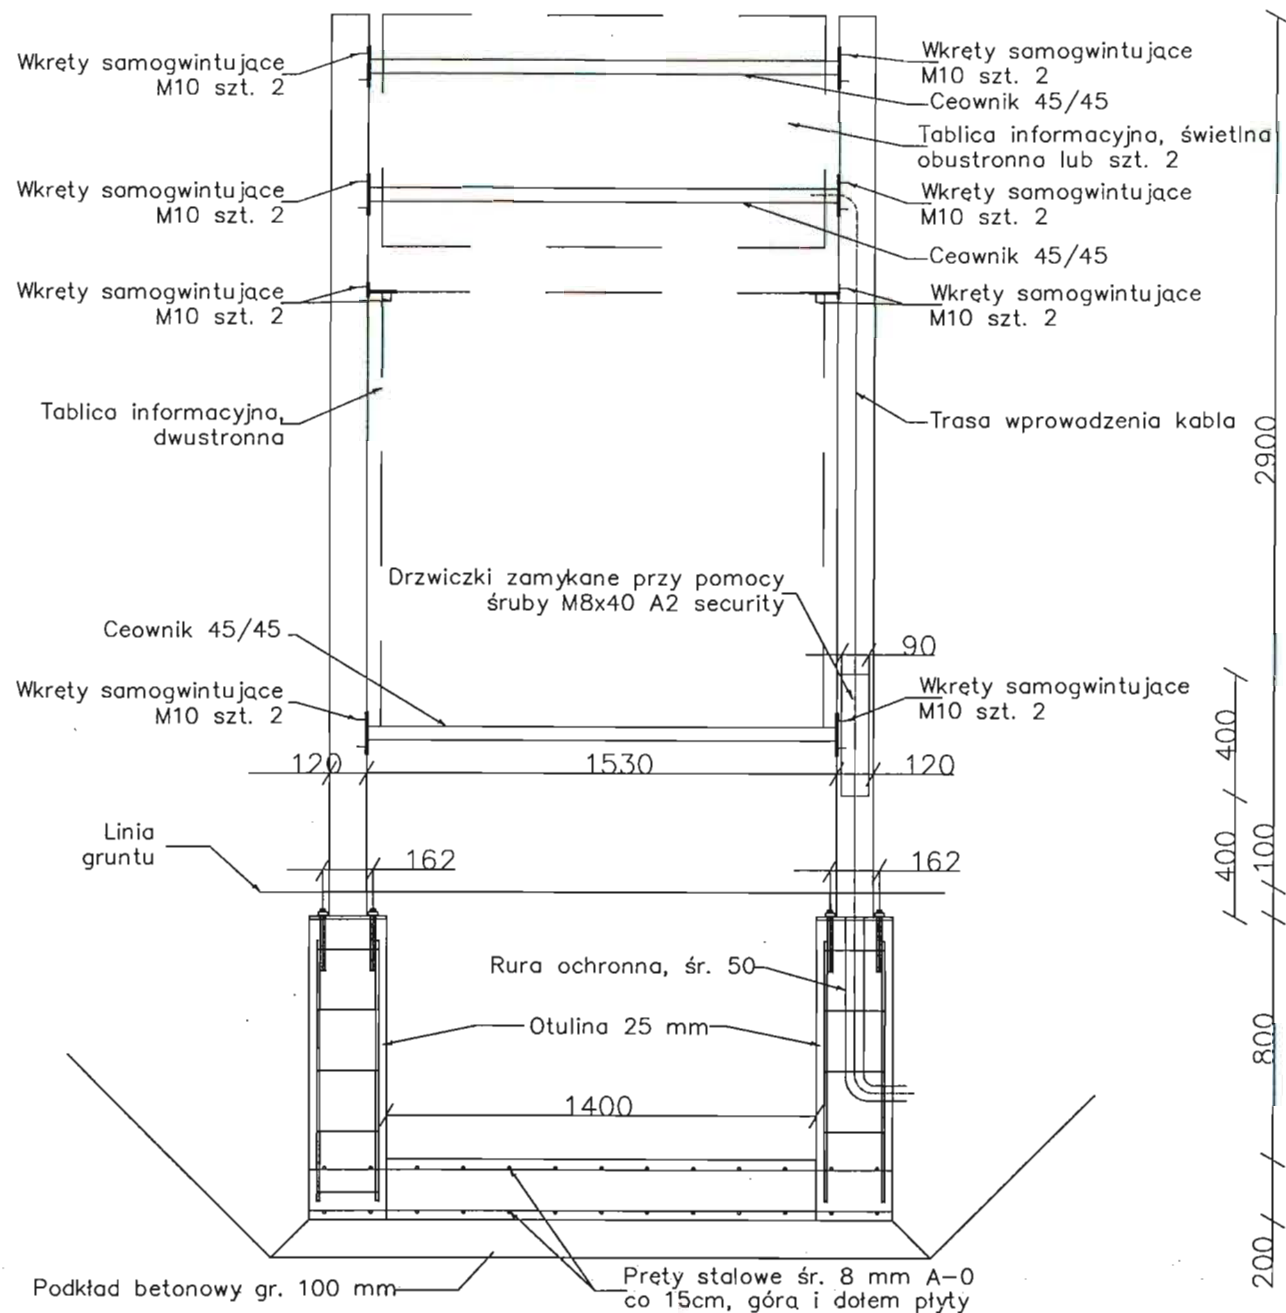 Wkręty samogwintujące
M10 szt. 2
Wkręty samogwintujące
M10 szt. 2
Ceownik 45/45
Tablica informacyjna, świetlna
obustronna lub szt. 2
Wkręty samogwintujące
M10 szt. 2
Wkręty samogwintujące
M10 szt. 2
Ceownik 45/45
Wkręty samogwintujące
M10 szt. 2
Wkręty samogwintujące
M10 szt. 2
Tablica informacyjna,
dwustronna
Trasa wprowadzenia kabla
2900
Drzwiczki zamykane przy pomocy
śruby M8x40 A2 security
Ceownik 45/45
90
Wkręty samogwintujące
M10 szt. 2
Wkręty samogwintujące
M10 szt. 2
400
120
1530
120
Linia
gruntu
162
162
400
100
Rura ochronna, śr. 50
Otulina 25 mm
800
1400
200
Podkład betonowy gr. 100 mm
Pręty stalowe śr. 8 mm A-0
co 15cm, góra i dołem płyty